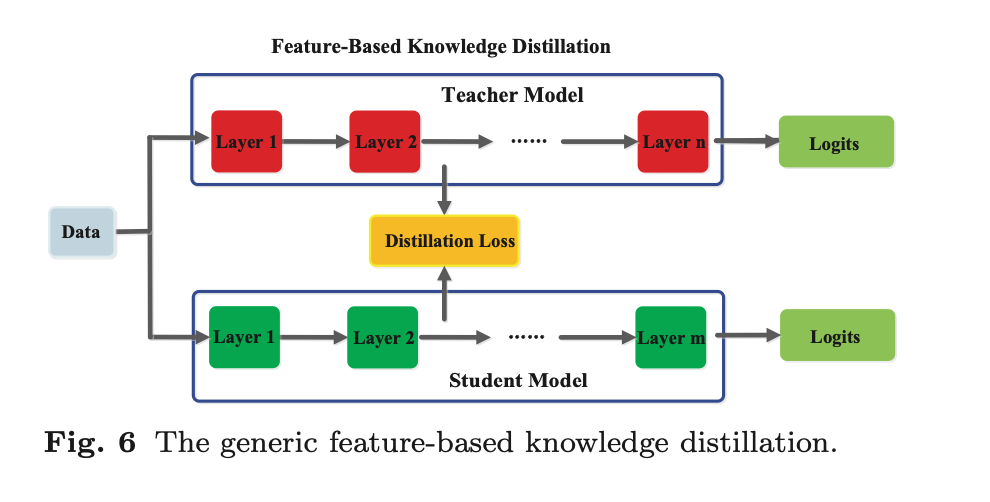 Feature-Based Knowledge Distillation
Teacher Model
Layer 1
Layer 2
......
Layer n
Logits
Data
Distillation Loss
Layer 1
Layer 2
......
Layer m
Logits
Student Model
Fig. 6 The generic feature-based knowledge distillation.